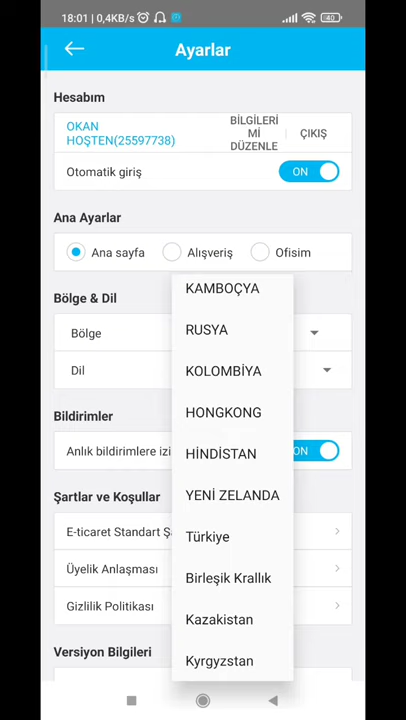 18:01 | 0,4KB/s
40
Ayarlar
Hesabım
OKAN
HOŞTEN(25597738)
BİLGİLERİ
Mİ
DÜZENLE
ÇIKIŞ
Otomatik giriş
ON
Ana Ayarlar
Ana sayfa
Alışveriş
Ofisim
Bölge & Dil
Bölge
Dil
KAMBOÇYA
RUSYA
KOLOMBİYA
HONGKONG
HİNDİSTAN
YENİ ZELANDA
Türkiye
Birleşik Krallık
Kazakistan
Kyrgyzstan
Bildirimler
Anlık bildirimlere izi
ON
Şartlar ve Koşullar
E-ticaret Standart Şa
Üyelik Anlaşması
Gizlilik Politikası
Versiyon Bilgileri